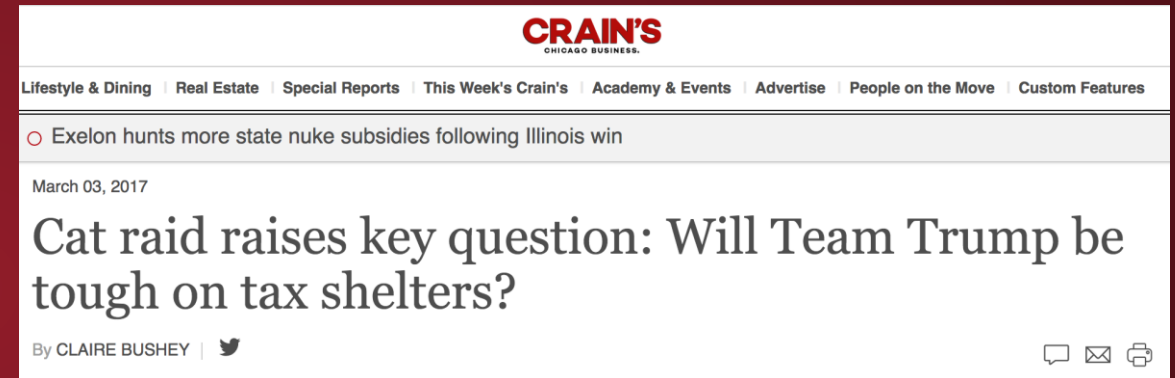 CRAIN'S
CHICAGO BUSINESS.
Lifestyle & Dining | Real Estate | Special Reports | This Week's Crain's | Academy & Events | Advertise | People on the Move | Custom Features
Exelon hunts more state nuke subsidies following Illinois win
March 03, 2017
Cat raid raises key question: Will Team Trump be
tough on tax shelters?
By CLAIRE BUSHEY |